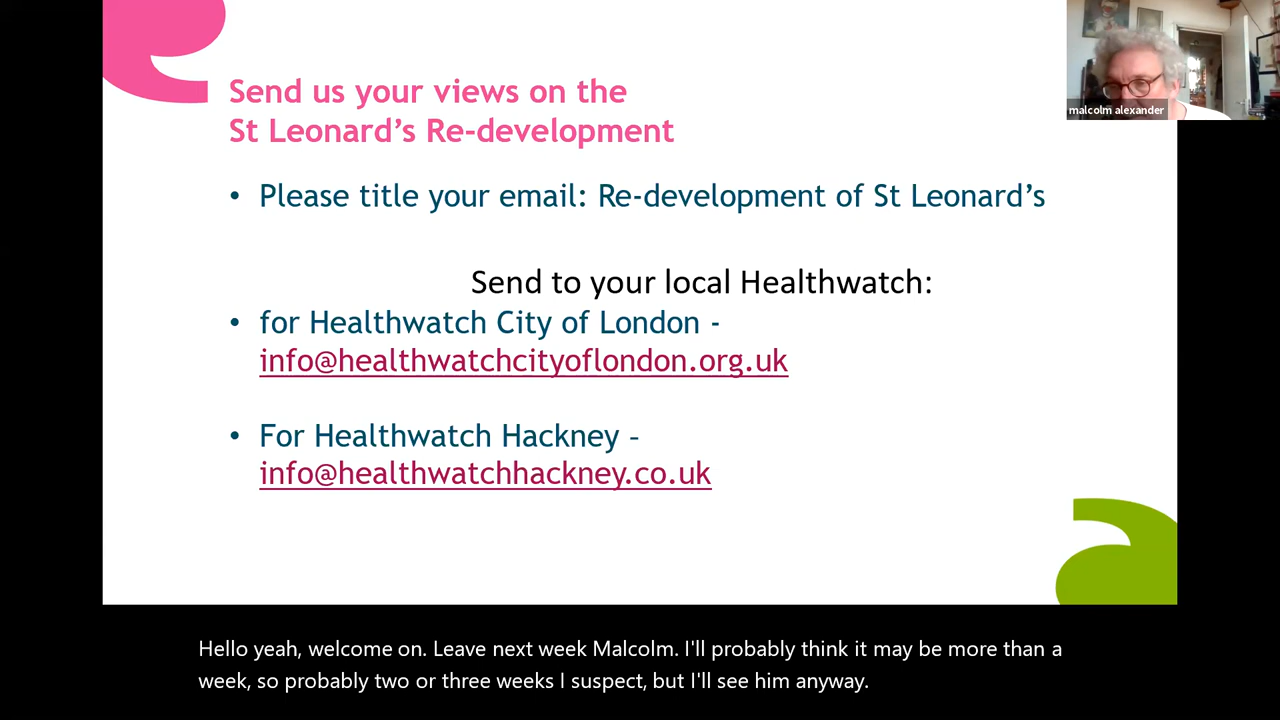 Send us your views on the
St Leonard's Re-development
• Please title your email: Re-development of St Leonard's
Send to your local Healthwatch:
• for Healthwatch City of London -
info@healthwatchcityoflondon.org.uk
• For Healthwatch Hackney –
info@healthwatchhackney.co.uk
malcolm alexander
Hello yeah, welcome on. Leave next week Malcolm. I'll probably think it may be more than a
week, so probably two or three weeks I suspect, but I'll see him anyway.